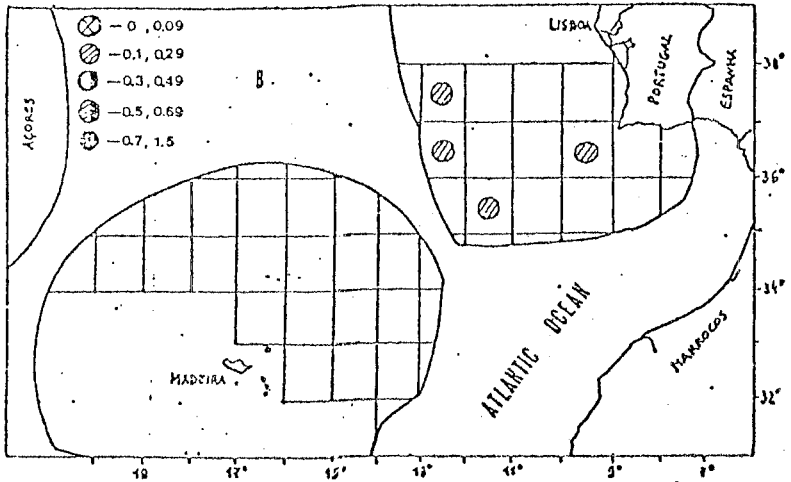 — 0 , 0,09
— 0,1, 0,29
— 0.3, 0.49
— 0.5, 0.69
— 0.7, 1.5
B
AÇORES
LISBOA
PORTUGAL
ESPANHA
38°
36°
34°
32°
MADEIRA
ATLANTIC OCEAN
MARROCOS
17°
15°
13°
11°
9°
7°